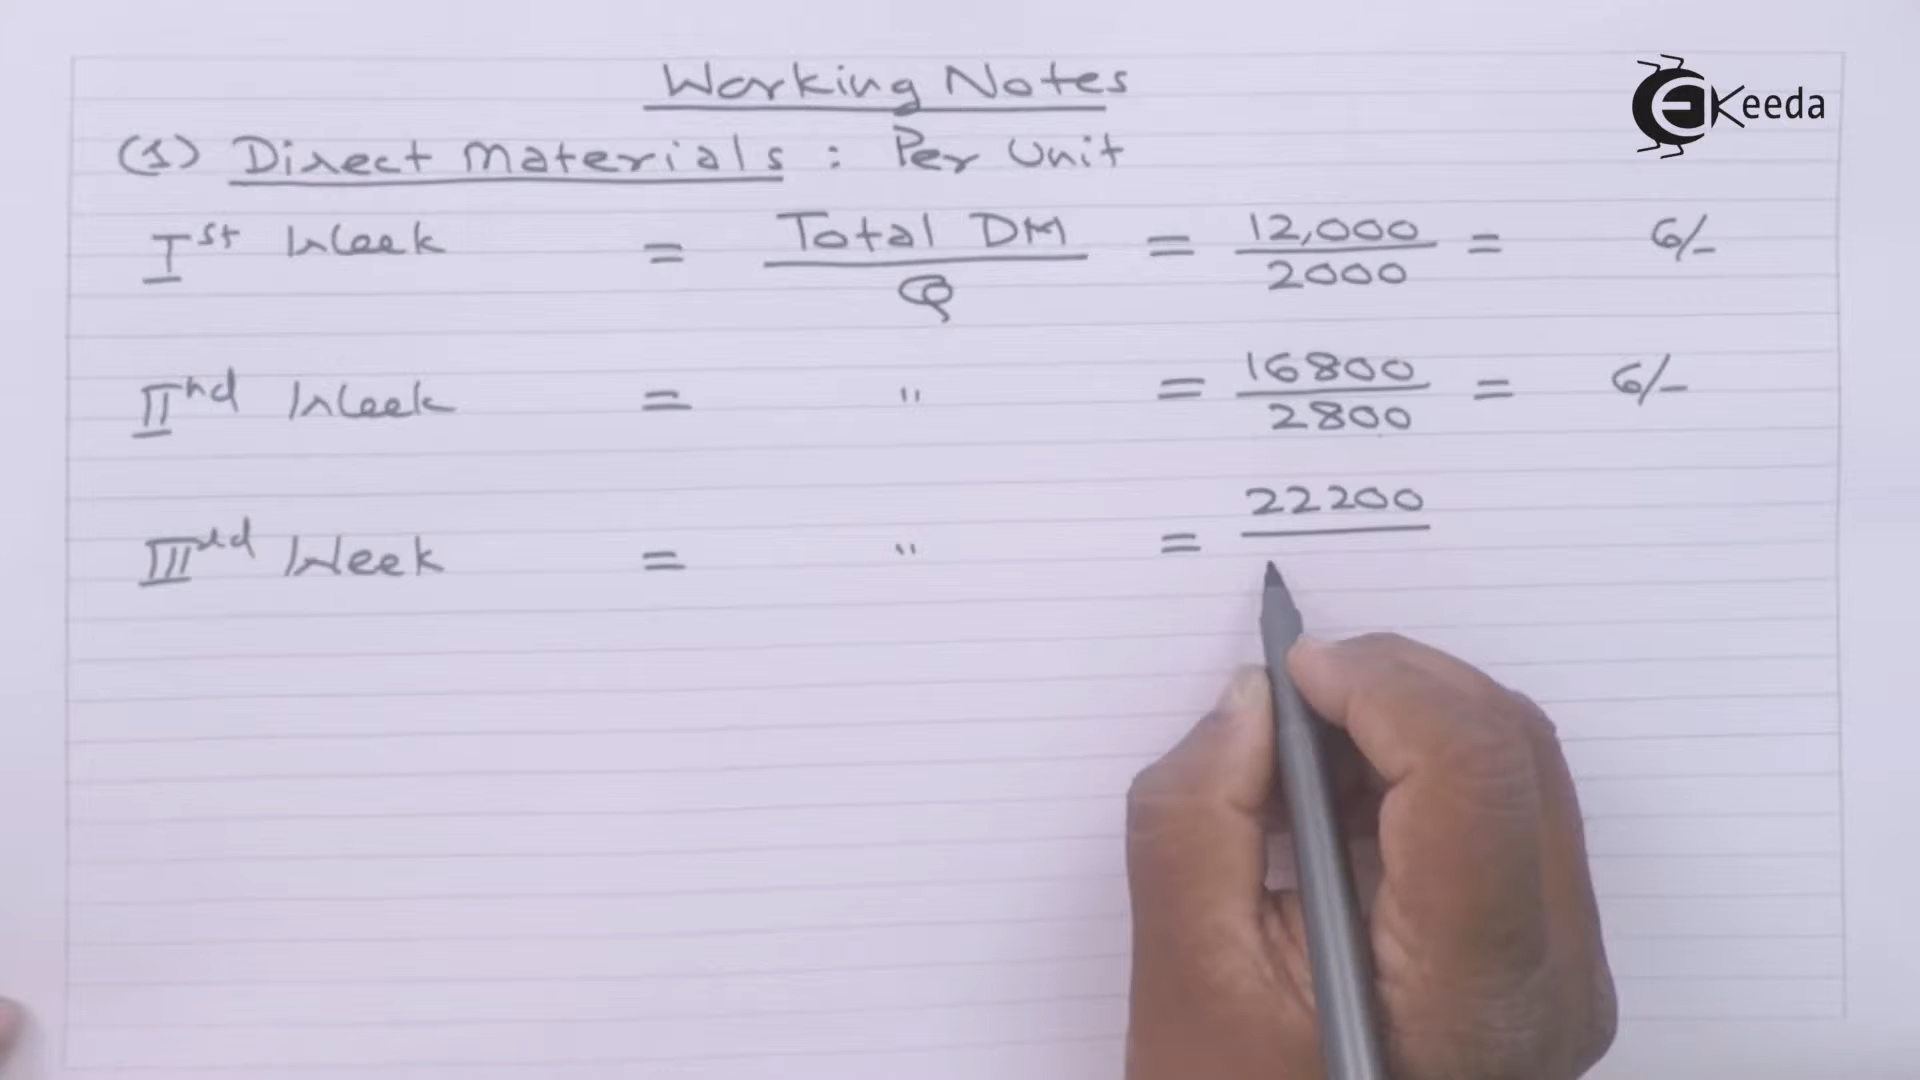 Working Notes
EKeeda
(1) Direct Materials : Per Unit
Ist Week = Total DM / Q = 12,000 / 2000 = 6/-
IInd Week = " = 16800 / 2800 = 6/-
IIIrd Week = " = 22200